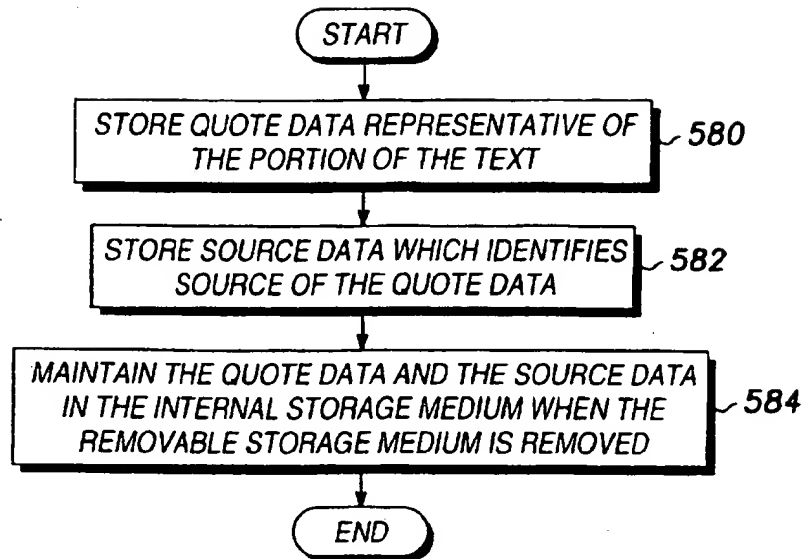 START
STORE QUOTE DATA REPRESENTATIVE OF
THE PORTION OF THE TEXT
580
STORE SOURCE DATA WHICH IDENTIFIES
SOURCE OF THE QUOTE DATA
582
MAINTAIN THE QUOTE DATA AND THE SOURCE DATA
IN THE INTERNAL STORAGE MEDIUM WHEN THE
REMOVABLE STORAGE MEDIUM IS REMOVED
584
END